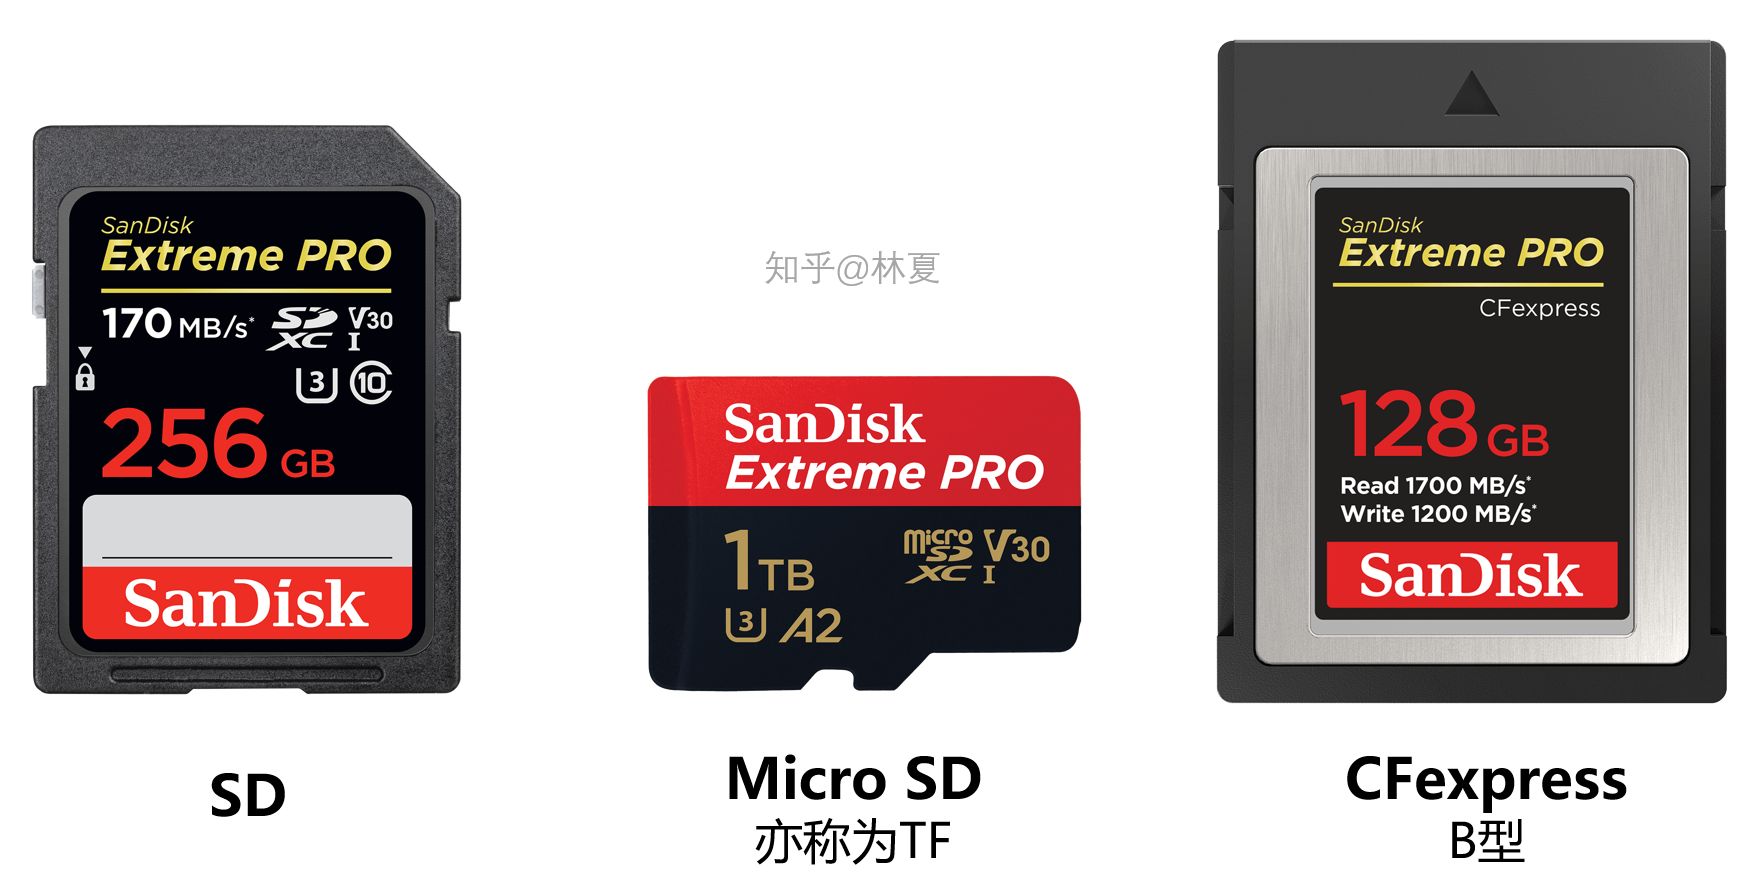 SanDisk
Extreme PRO
170 MB/s*
SD XC V30 I
3 10
256 GB
SanDisk
SD
知乎@林夏
SanDisk
Extreme PRO
1TB
micro SD XC I V30
3 A2
Micro SD
亦称为TF
SanDisk
Extreme PRO
CFexpress
128 GB
Read 1700 MB/s*
Write 1200 MB/s*
SanDisk
CFexpress
B型